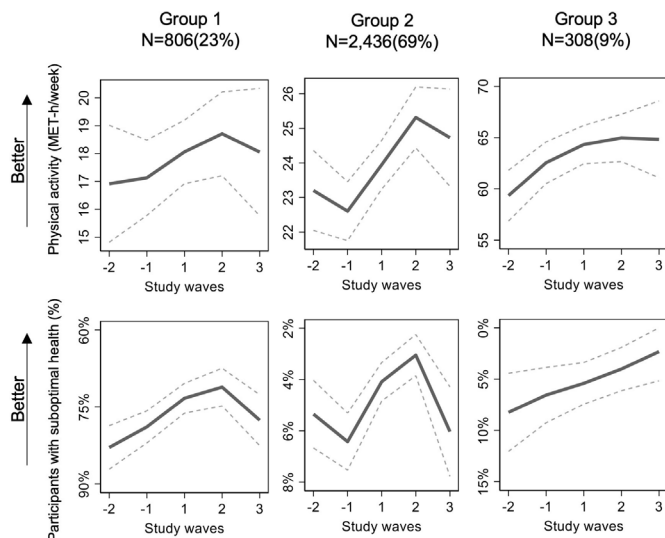 Group 1
N=806(23%)
Group 2
N=2,436(69%)
Group 3
N=308(9%)
Better
Physical activity (MET-h/week)
20
19
18
17
16
15
-2 -1 1 2 3
Study waves
26
25
24
23
22
-2 -1 1 2 3
Study waves
70
65
60
55
-2 -1 1 2 3
Study waves
Better
Participants with suboptimal health (%)
60%
75%
90%
-2 -1 1 2 3
Study waves
2%
4%
6%
8%
-2 -1 1 2 3
Study waves
0%
5%
10%
15%
-2 -1 1 2 3
Study waves